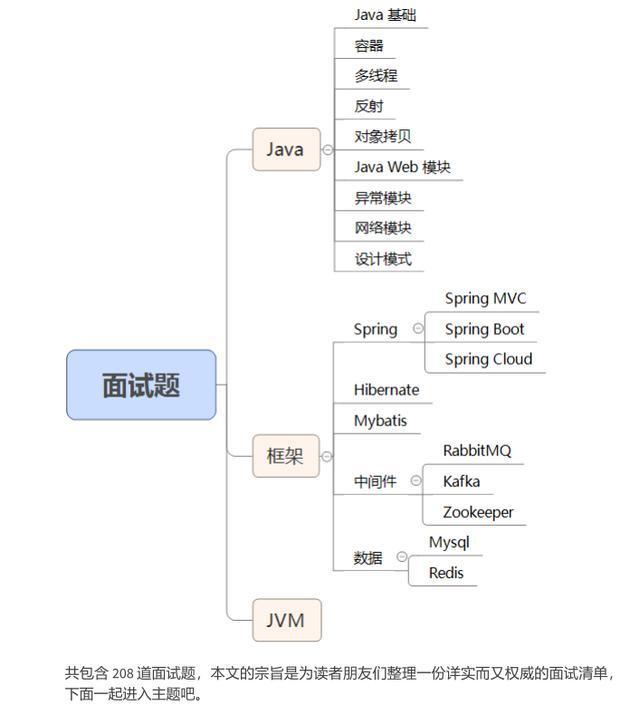 Java 基础
容器
多线程
反射
对象拷贝
Java
Java Web 模块
异常模块
网络模块
设计模式
Spring MVC
Spring
Spring Boot
Spring Cloud
面试题
Hibernate
Mybatis
框架
RabbitMQ
中间件
Kafka
Zookeeper
数据
Mysql
Redis
JVM
共包含 208 道面试题，本文的宗旨是为读者朋友们整理一份详实而又权威的面试清单，
下面一起进入主题吧。